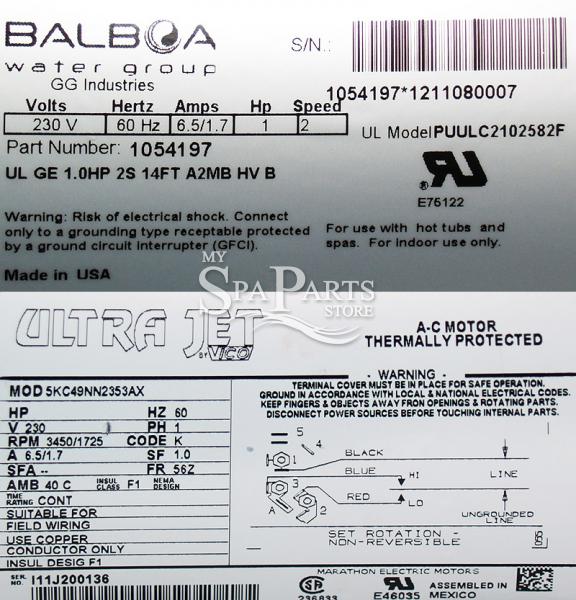 BALBOA
water group
GG Industries
S/N.:
1054197*1211080007
Volts Hertz Amps Hp Speed
230 V 60 Hz 6.5/1.7 1 2
UL Model PUULC2102582F
Part Number: 1054197
UL GE 1.0HP 2S 14FT A2MB HV B
E75122
Warning: Risk of electrical shock. Connect
only to a grounding type receptable protected
by a ground circuit interrupter (GFCI).
For use with hot tubs and
spas. For indoor use only.
Made in USA
MY
SPAPARTS
STORE
ULTRA JET
BY VICO
A-C MOTOR
THERMALLY PROTECTED
WARNING
TERMINAL COVER MUST BE IN PLACE FOR SAFE OPERATION.
GROUND IN ACCORDANCE WITH LOCAL & NATIONAL ELECTRICAL CODES.
KEEP FINGERS & OBJECTS AWAY FRON OPENINGS & ROTATING PARTS.
DISCONNECT POWER SOURCES BEFORE TOUCHING INTERNAL PARTS.
MOD 5KC49NN2353AX
HP HZ 60
V 230 PH 1
RPM 3450/1725 CODE K
A 6.5/1.7 SF 1.0
SFA -- FR 56Z
AMB 40 C INSUL CLASS F1 NEMA DESIGN
TIME RATING CONT
SUITABLE FOR
FIELD WIRING
USE COPPER
CONDUCTOR ONLY
INSUL DESIG F1
SER. NO. I11J200136
5
4
1
3
A
2
BLACK
BLUE
RED
HI
LO
LINE
UNGROUNDED
LINE
SET ROTATION -
NON-REVERSIBLE
MARATHON ELECTRIC MOTORS
236833
E46035
ASSEMBLED IN
MEXICO